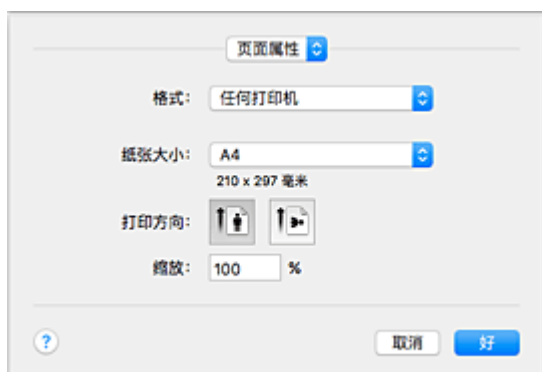 页面属性
格式： 任何打印机
纸张大小： A4
210 x 297 毫米
打印方向：
缩放： 100 %
? 取消 好